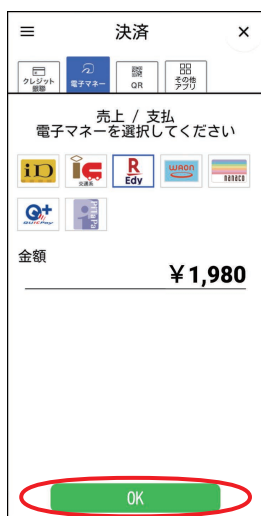 決済
クレジット
銀聯
電子マネー
QR
その他
アプリ
売上 / 支払
電子マネーを選択してください
iD
交通系
R
Edy
WAON
nanaco
QUICPay
PiTaPa
金額
￥1,980
OK